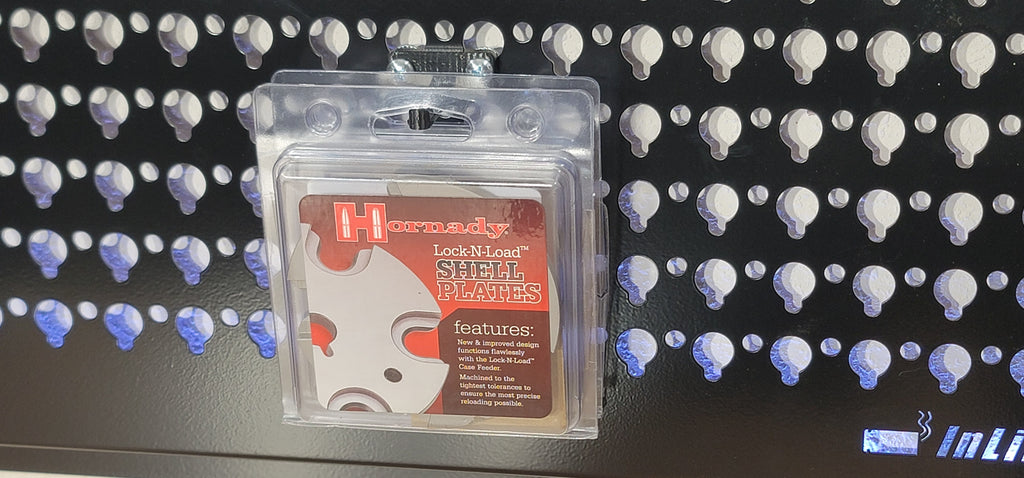 Hornady
Lock-N-Load™
SHELL
PLATES
features:
New & improved design
functions flawlessly
with the Lock-N-Load™
Case Feeder.
Machined to the
tightest tolerances to
ensure the most precise
reloading possible.
InLi